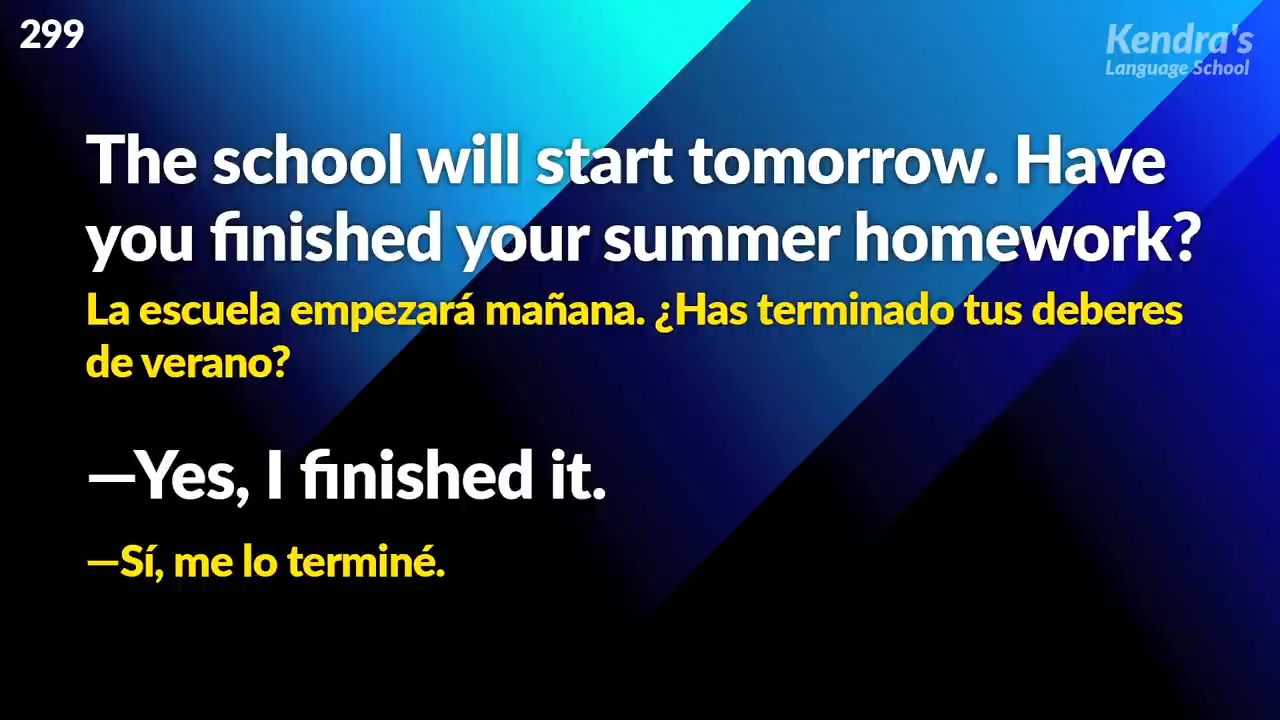 299
Kendra's
Language School
The school will start tomorrow. Have
you finished your summer homework?
La escuela empezará mañana. ¿Has terminado tus deberes
de verano?
—Yes, I finished it.
—Sí, me lo terminé.